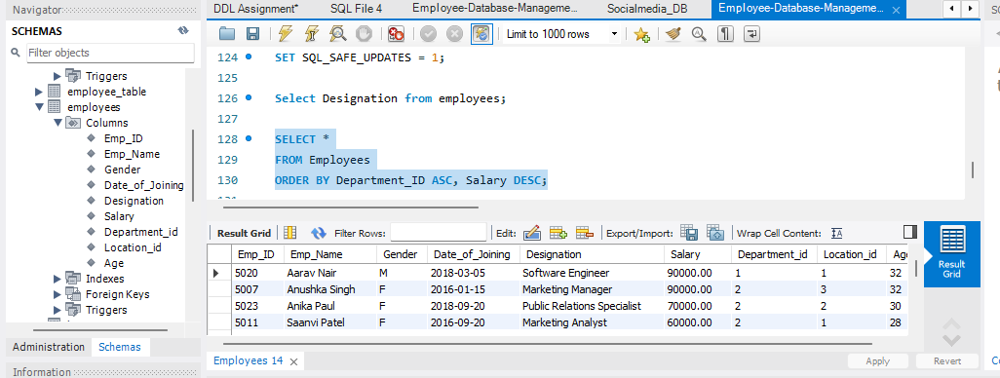 Navigator
SCHEMAS
Filter objects
Triggers
employee_table
employees
Columns
Emp_ID
Emp_Name
Gender
Date_of_Joining
Designation
Salary
Department_id
Location_id
Age
Indexes
Foreign Keys
Triggers
Administration Schemas
Information
DDL Assignment* SQL File 4 Employee-Database-Manageme... Socialmedia_DB Employee-Database-Manageme...
Limit to 1000 rows
124 SET SQL_SAFE_UPDATES = 1;
125
126 Select Designation from employees;
127
128 SELECT *
129 FROM Employees
130 ORDER BY Department_ID ASC, Salary DESC;
Result Grid Filter Rows: Edit: Export/Import: Wrap Cell Content:
Emp_ID Emp_Name Gender Date_of_Joining Designation Salary Department_id Location_id Age
5020 Aarav Nair M 2018-03-05 Software Engineer 90000.00 1 1 32
5007 Anushka Singh F 2016-01-15 Marketing Manager 90000.00 2 3 32
5023 Anika Paul F 2018-09-20 Public Relations Specialist 70000.00 2 2 30
5011 Saanvi Patel F 2016-09-20 Marketing Analyst 60000.00 2 1 28
Result
Grid
Employees 14 Apply Revert